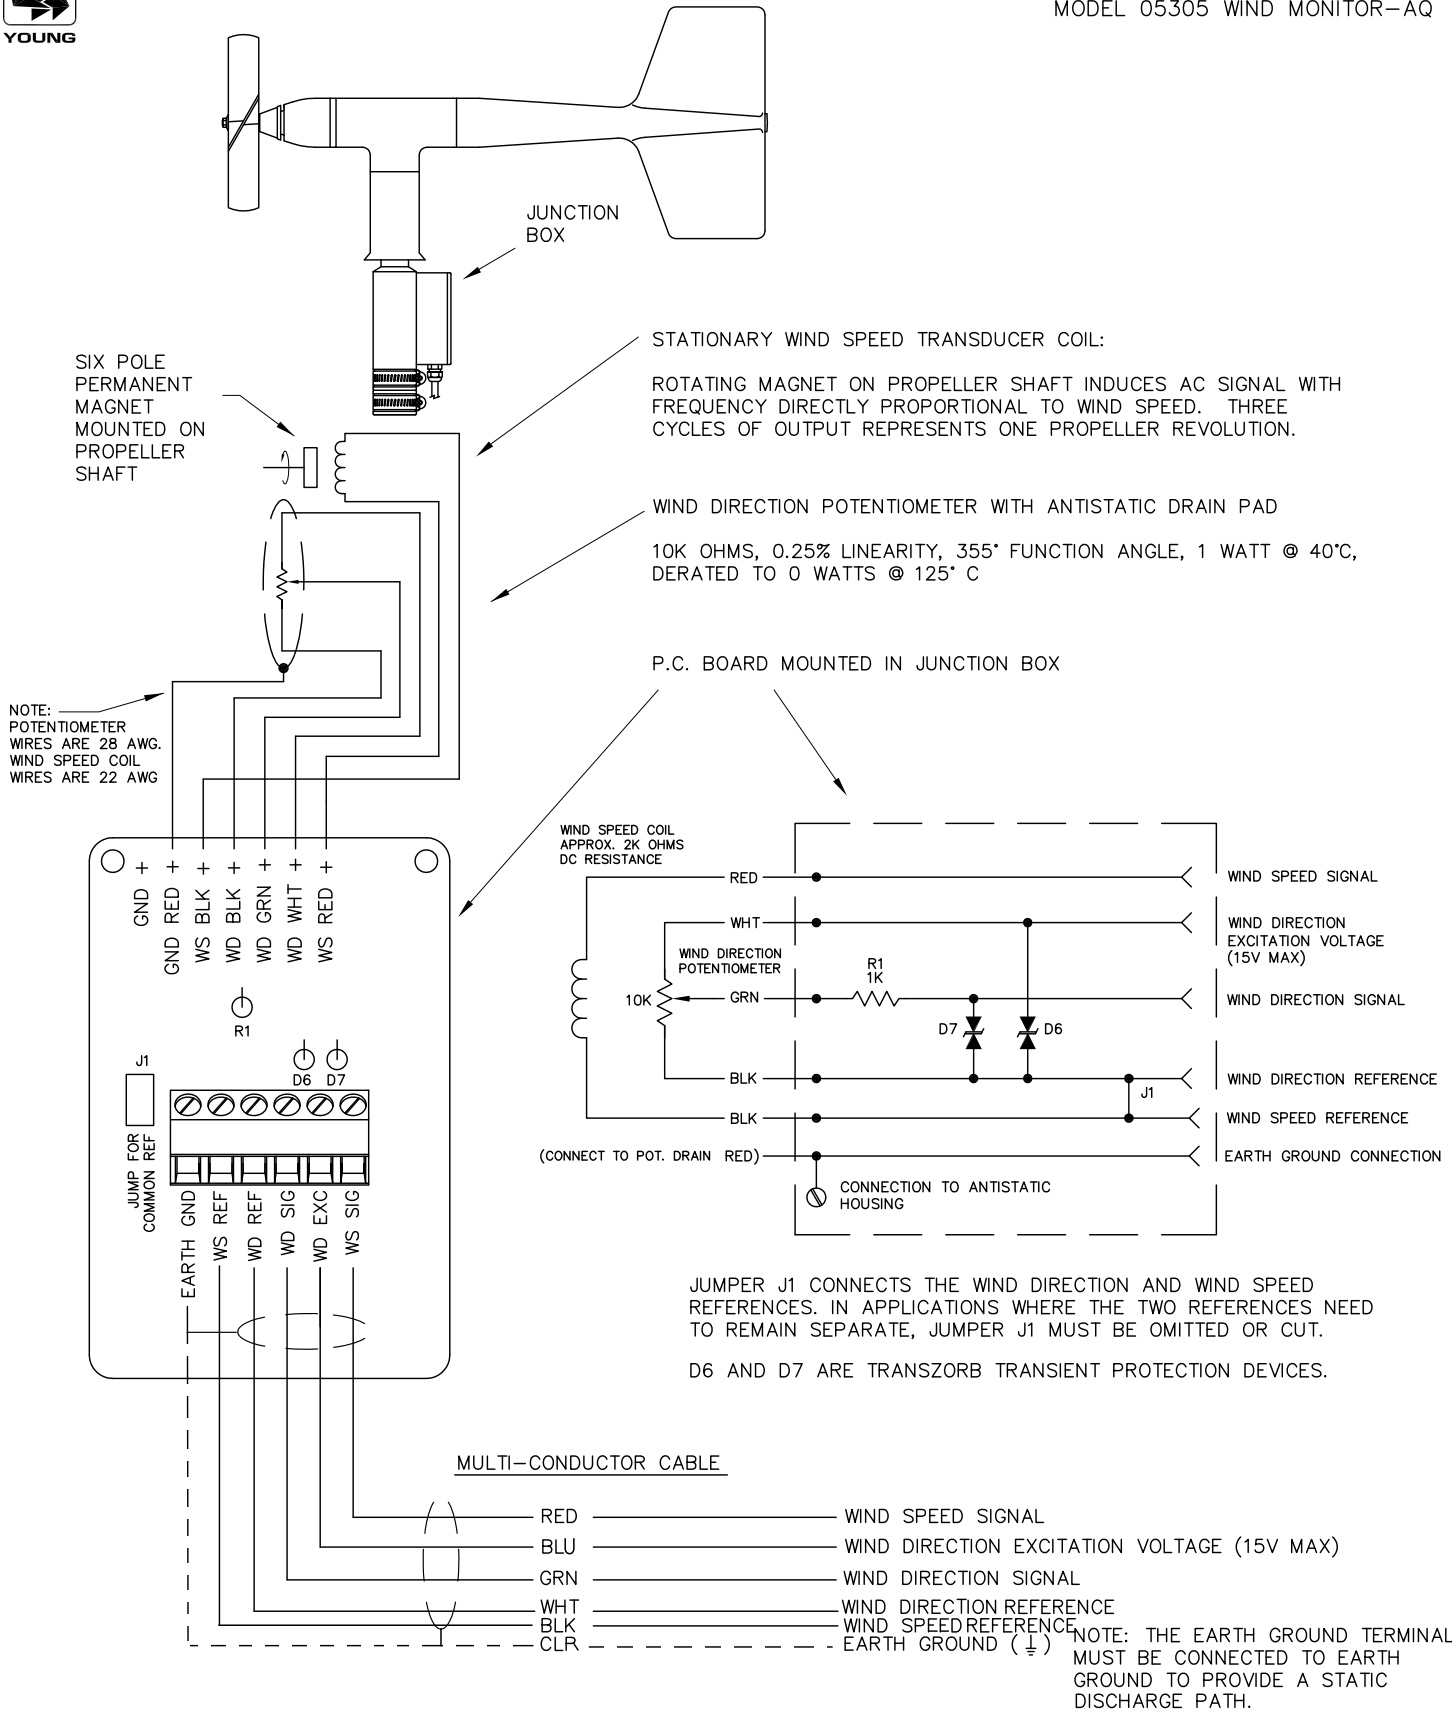 YOUNG
MODEL 05305 WIND MONITOR-AQ
JUNCTION
BOX
STATIONARY WIND SPEED TRANSDUCER COIL:
ROTATING MAGNET ON PROPELLER SHAFT INDUCES AC SIGNAL WITH
FREQUENCY DIRECTLY PROPORTIONAL TO WIND SPEED. THREE
CYCLES OF OUTPUT REPRESENTS ONE PROPELLER REVOLUTION.
SIX POLE
PERMANENT
MAGNET
MOUNTED ON
PROPELLER
SHAFT
WIND DIRECTION POTENTIOMETER WITH ANTISTATIC DRAIN PAD
10K OHMS, 0.25% LINEARITY, 355° FUNCTION ANGLE, 1 WATT @ 40°C,
DERATED TO 0 WATTS @ 125° C
P.C. BOARD MOUNTED IN JUNCTION BOX
NOTE:
POTENTIOMETER
WIRES ARE 28 AWG.
WIND SPEED COIL
WIRES ARE 22 AWG
GND +
GND RED +
WS BLK +
WD BLK +
WD GRN +
WD WHT +
WS RED +
R1
D6
D7
J1
JUMP FOR
COMMON REF
EARTH GND
WS REF
WD REF
WD SIG
WD EXC
WS SIG
WIND SPEED COIL
APPROX. 2K OHMS
DC RESISTANCE
RED
WIND SPEED SIGNAL
WHT
WIND DIRECTION
EXCITATION VOLTAGE
(15V MAX)
WIND DIRECTION
POTENTIOMETER
R1
1K
10K
GRN
WIND DIRECTION SIGNAL
D7
D6
BLK
WIND DIRECTION REFERENCE
J1
BLK
WIND SPEED REFERENCE
(CONNECT TO POT. DRAIN RED)
EARTH GROUND CONNECTION
CONNECTION TO ANTISTATIC
HOUSING
JUMPER J1 CONNECTS THE WIND DIRECTION AND WIND SPEED
REFERENCES. IN APPLICATIONS WHERE THE TWO REFERENCES NEED
TO REMAIN SEPARATE, JUMPER J1 MUST BE OMITTED OR CUT.
D6 AND D7 ARE TRANSZORB TRANSIENT PROTECTION DEVICES.
MULTI-CONDUCTOR CABLE
RED WIND SPEED SIGNAL
BLU WIND DIRECTION EXCITATION VOLTAGE (15V MAX)
GRN WIND DIRECTION SIGNAL
WHT WIND DIRECTION REFERENCE
BLK WIND SPEED REFERENCE
CLR EARTH GROUND (⏚)
NOTE: THE EARTH GROUND TERMINAL
MUST BE CONNECTED TO EARTH
GROUND TO PROVIDE A STATIC
DISCHARGE PATH.